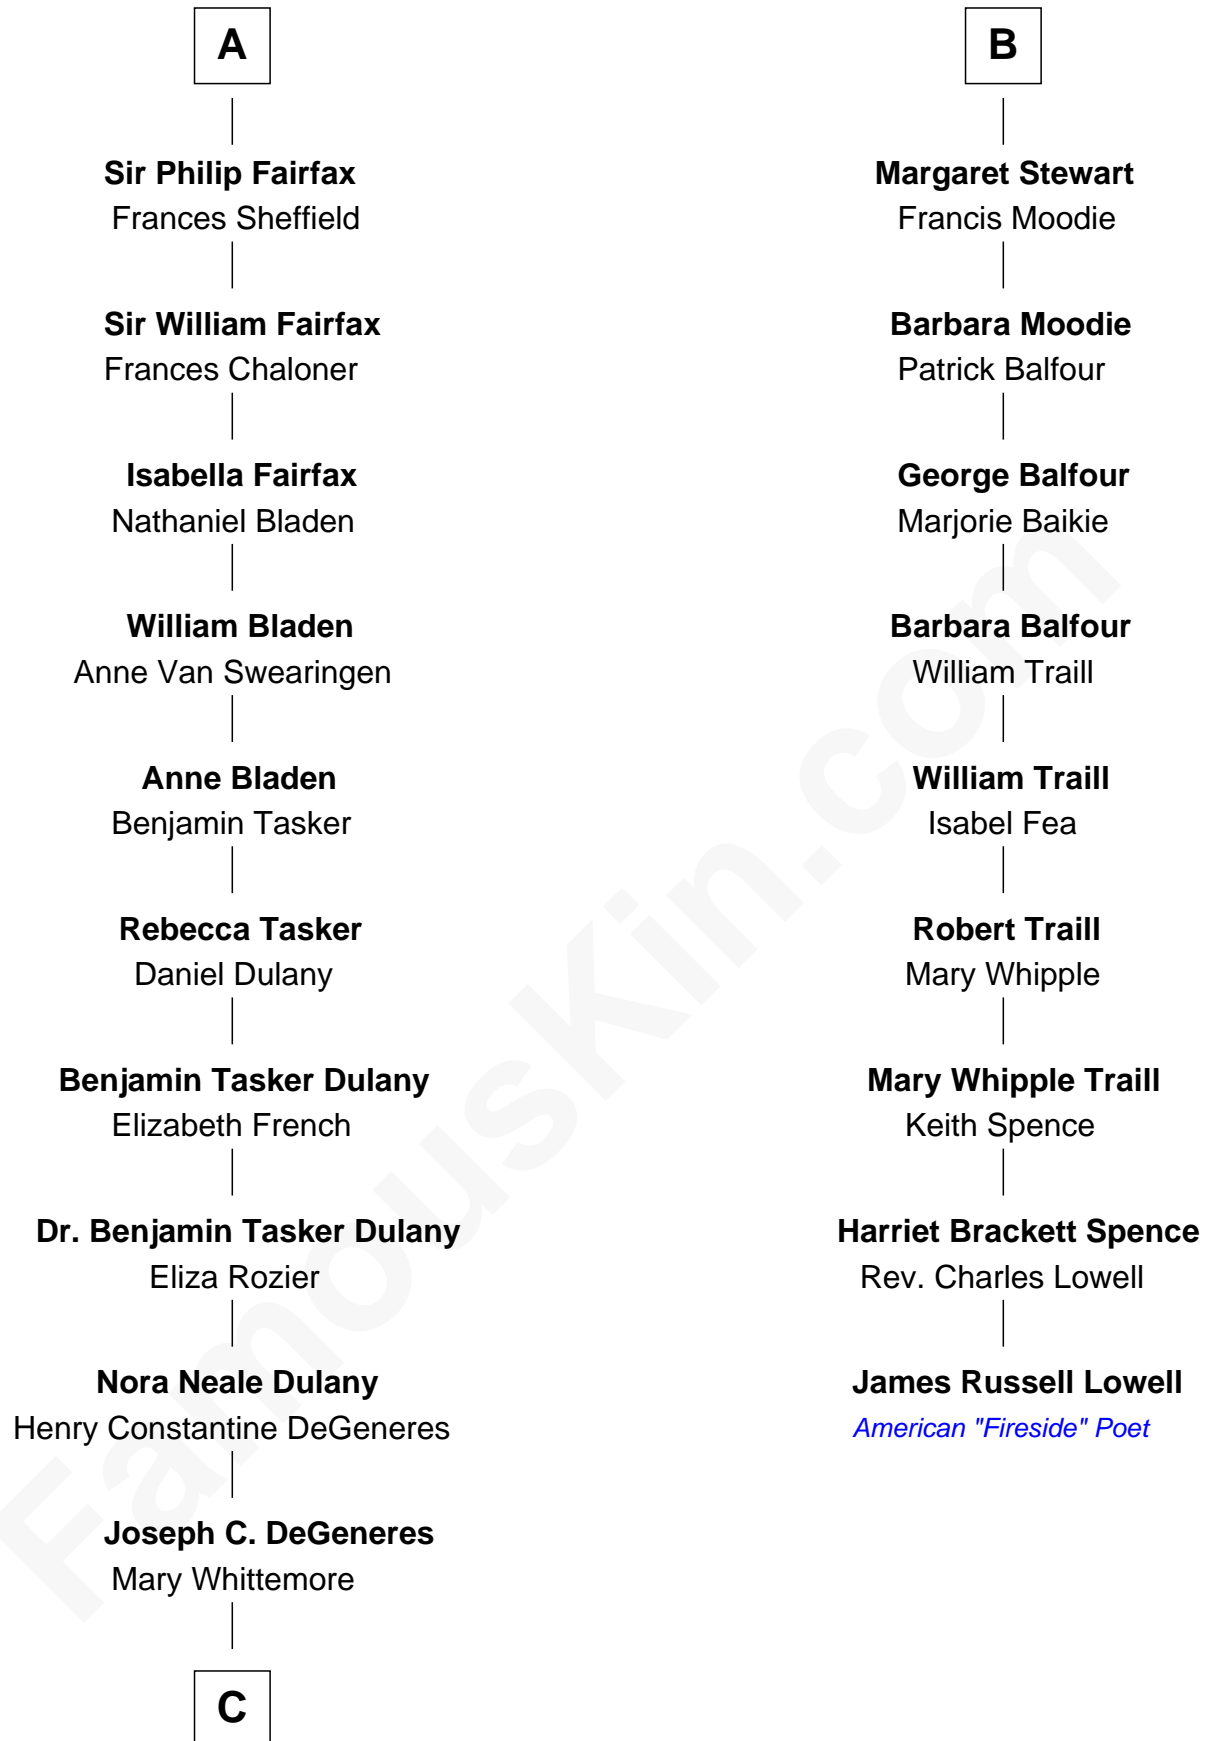 A
Sir Philip Fairfax
Frances Sheffield
Sir William Fairfax
Frances Chaloner
Isabella Fairfax
Nathaniel Bladen
William Bladen
Anne Van Swearingen
Anne Bladen
Benjamin Tasker
Rebecca Tasker
Daniel Dulany
Benjamin Tasker Dulany
Elizabeth French
Dr. Benjamin Tasker Dulany
Eliza Rozier
Nora Neale Dulany
Henry Constantine DeGeneres
Joseph C. DeGeneres
Mary Whittemore
C
B
Margaret Stewart
Francis Moodie
Barbara Moodie
Patrick Balfour
George Balfour
Marjorie Baikie
Barbara Balfour
William Traill
William Traill
Isabel Fea
Robert Traill
Mary Whipple
Mary Whipple Traill
Keith Spence
Harriet Brackett Spence
Rev. Charles Lowell
James Russell Lowell
American "Fireside" Poet
FamousKin.com